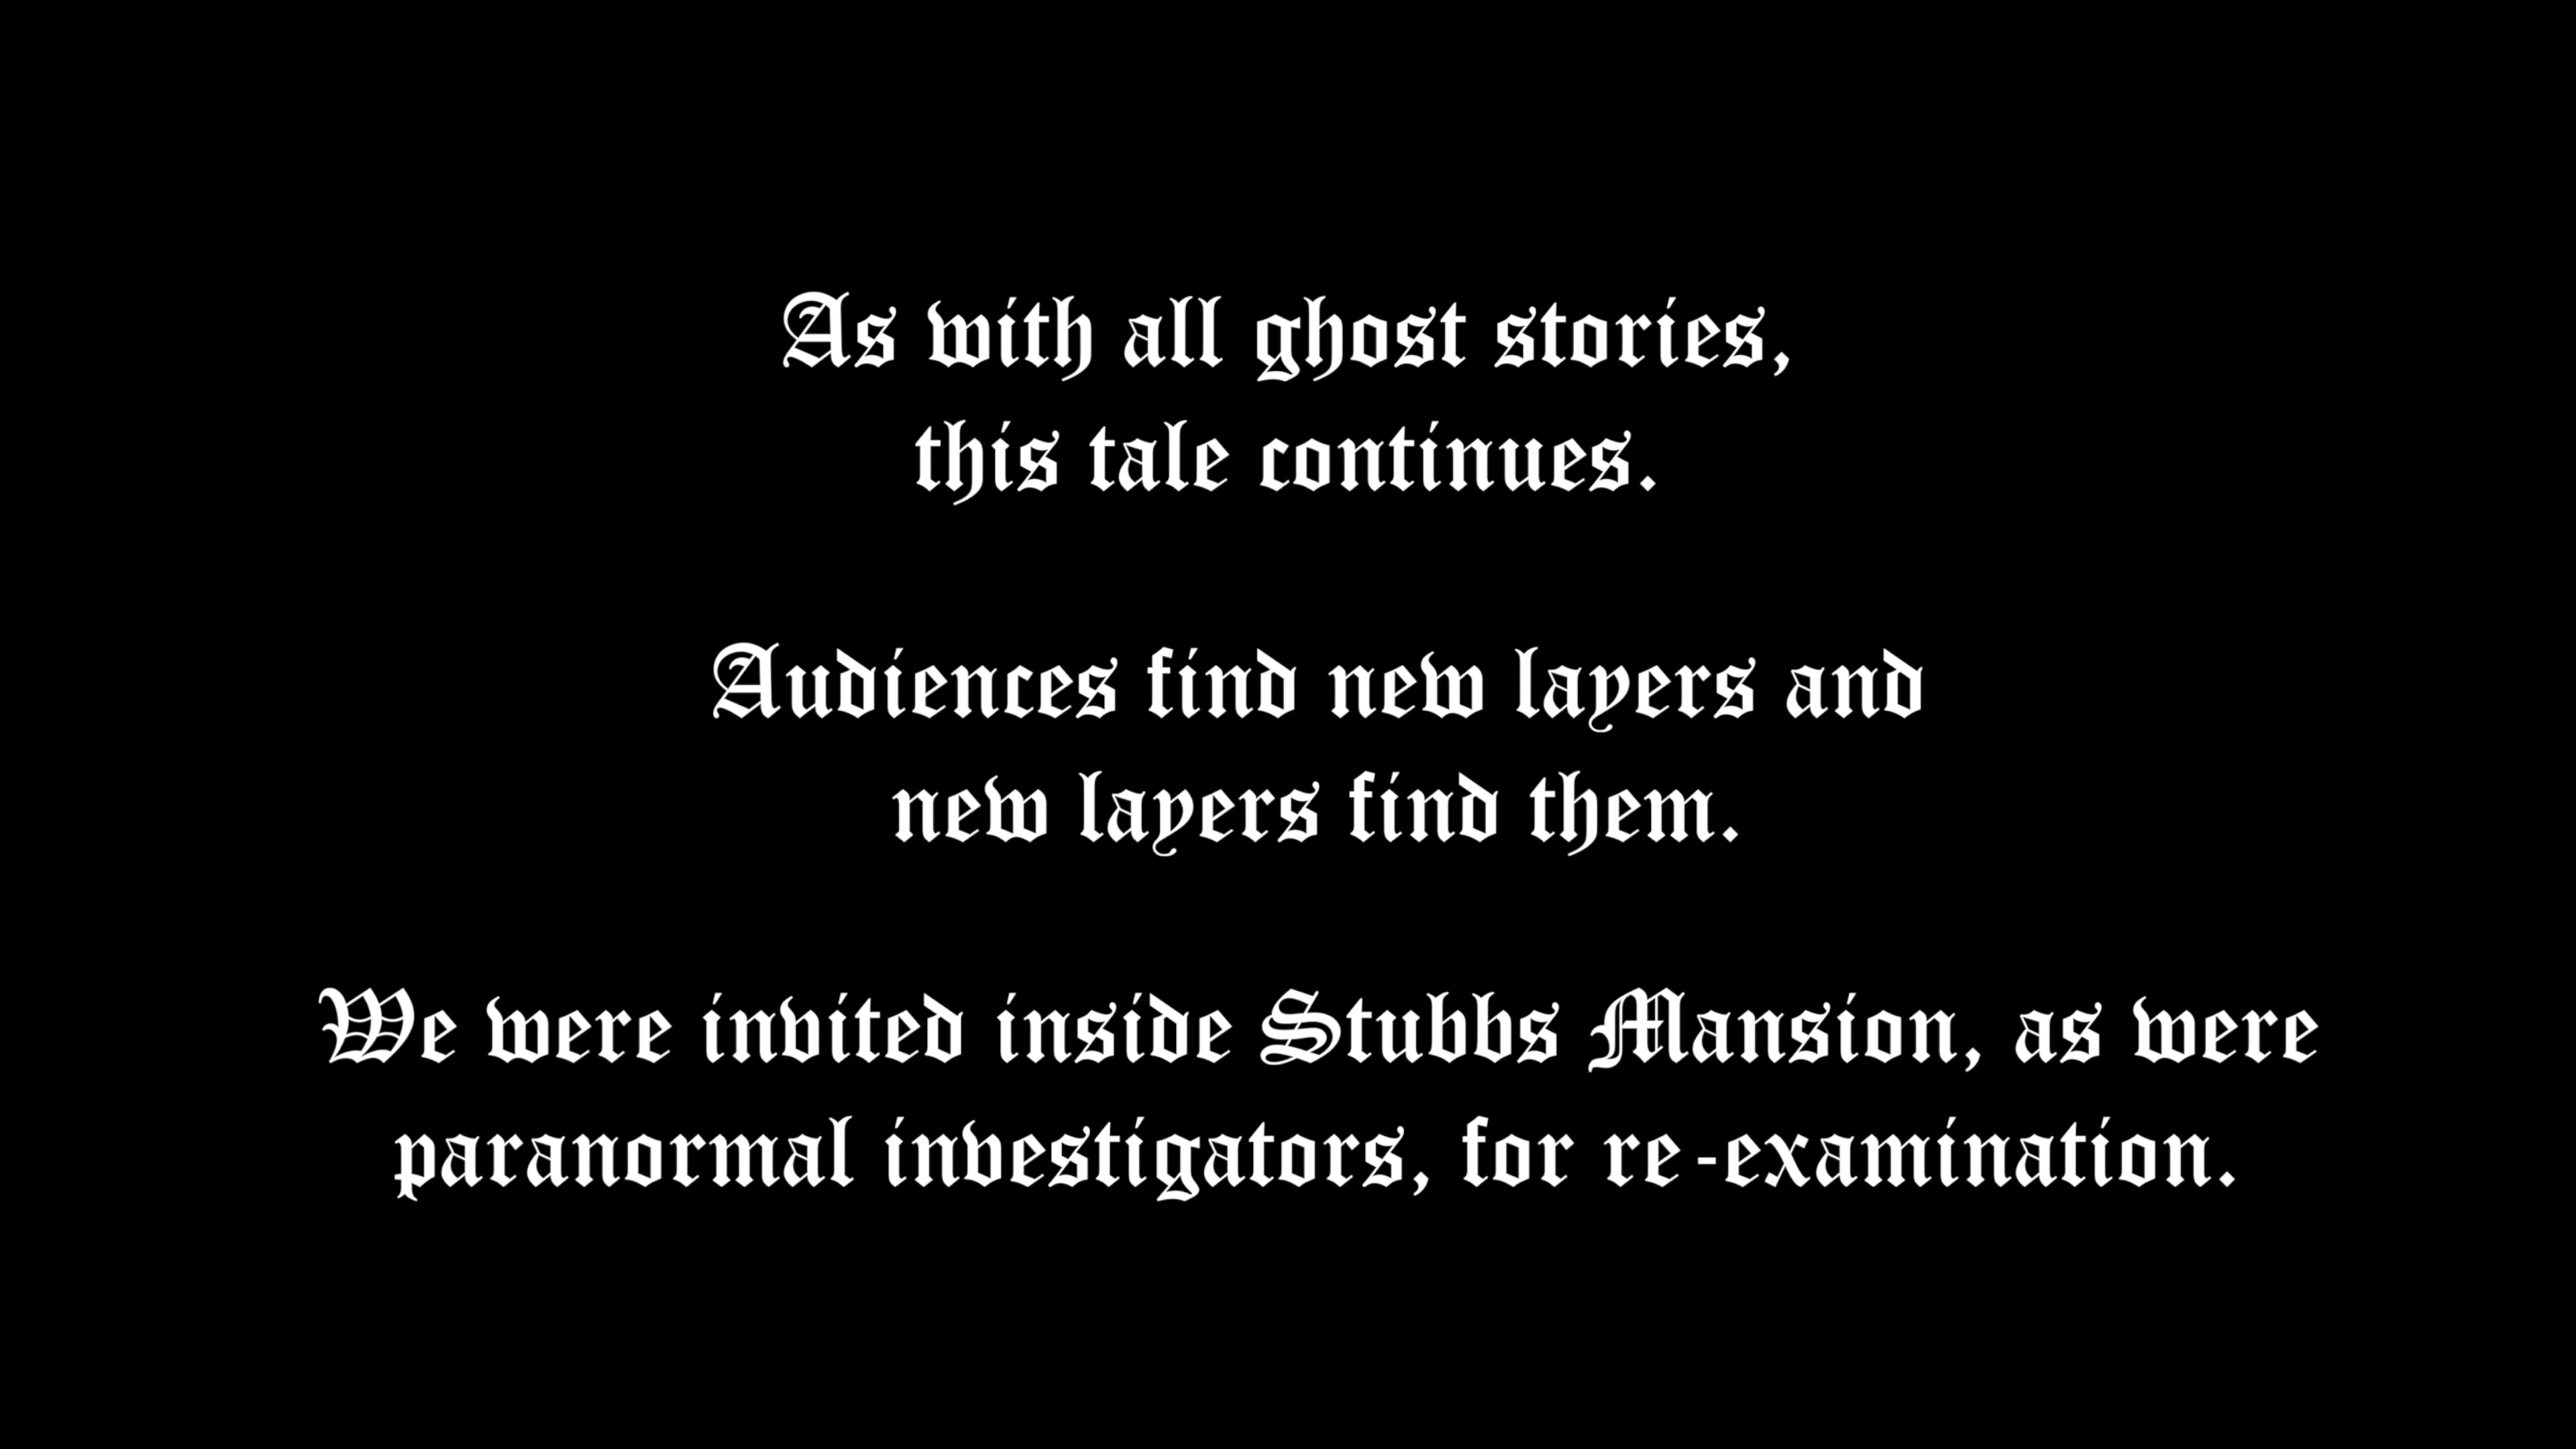 As with all ghost stories,
this tale continues.
Audiences find new layers and
new layers find them.
We were invited inside Stubbs Mansion, as were
paranormal investigators, for re-examination.